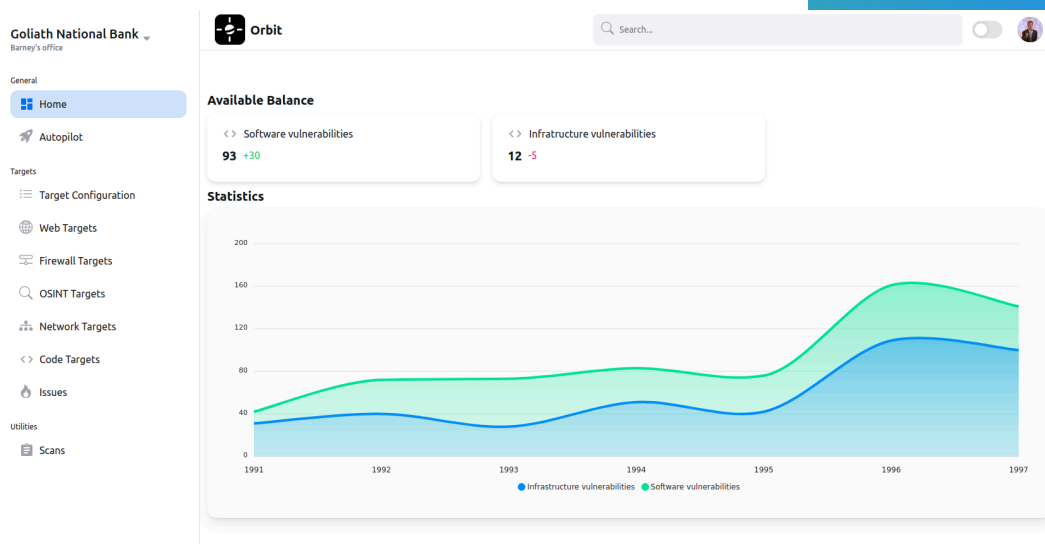 Goliath National Bank
Barney's office
General
Home
Autopilot
Targets
Target Configuration
Web Targets
Firewall Targets
OSINT Targets
Network Targets
Code Targets
Issues
Utilities
Scans
Orbit
Search...
Available Balance
Software vulnerabilities
93 +30
Infratructure vulnerabilities
12 -5
Statistics
200
160
120
80
40
0
1991 1992 1993 1994 1995 1996 1997
Infrastructure vulnerabilities Software vulnerabilities